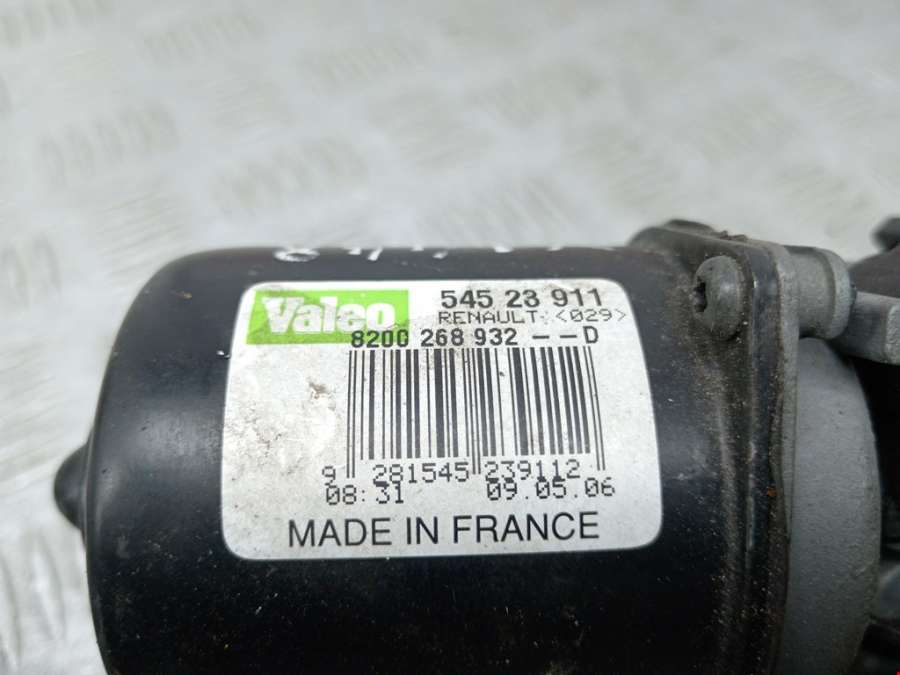 Valeo 545 23 911
RENAULT <029>
8200 268 932 -- D
9 281545 239112
08:31 09.05.06
MADE IN FRANCE